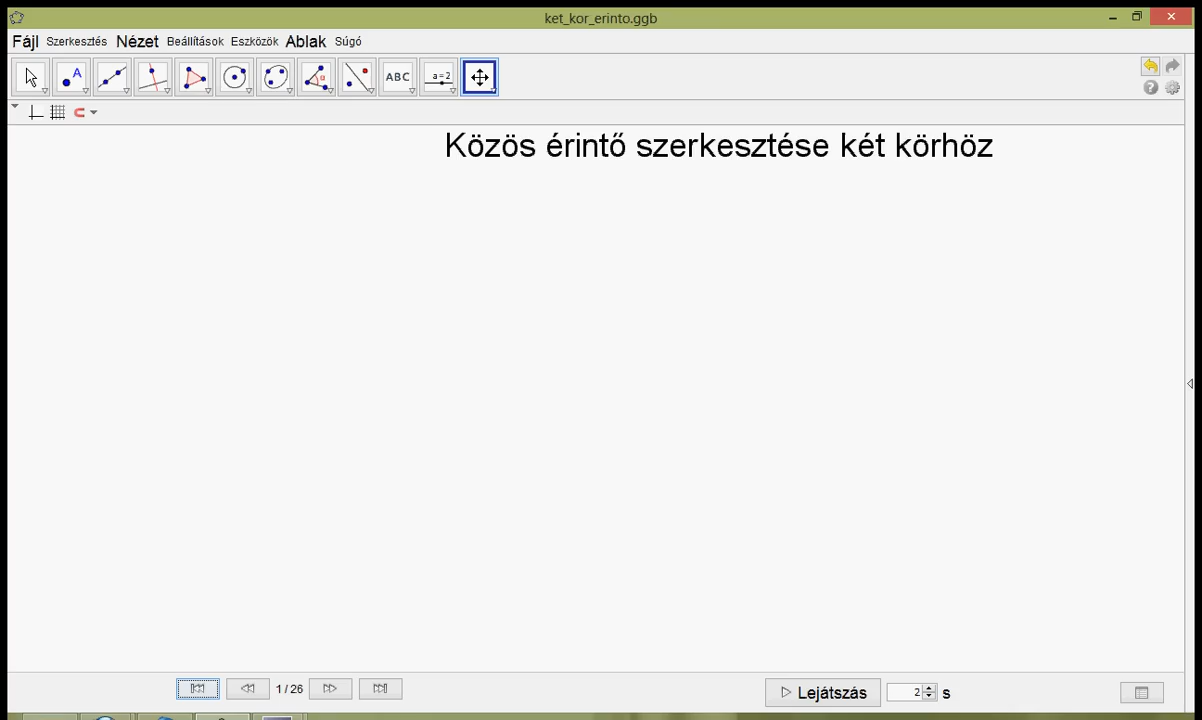 ket_kor_erinto.ggb
Fájl Szerkesztés Nézet Beállítások Eszközök Ablak Súgó
A α ABC a=2
Közös érintő szerkesztése két körhöz
1 / 26 Lejátszás 2 s